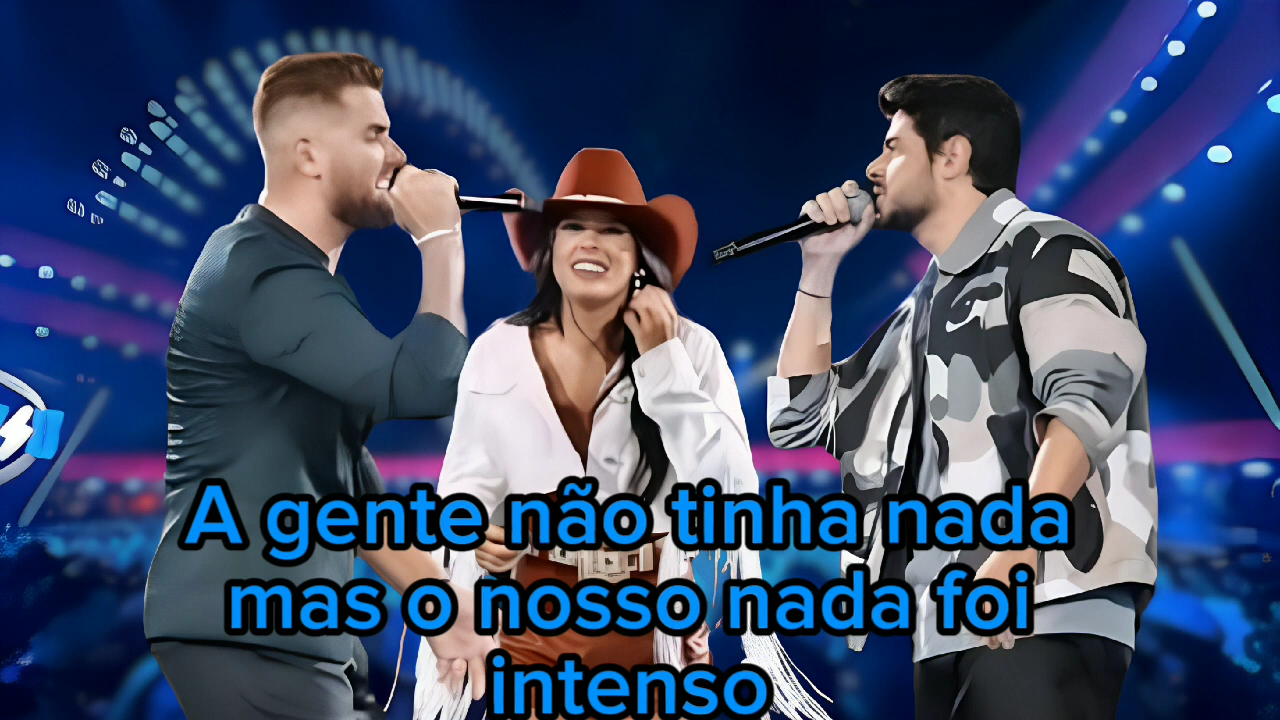 A gente não tinha nada
mas o nosso nada foi
intenso